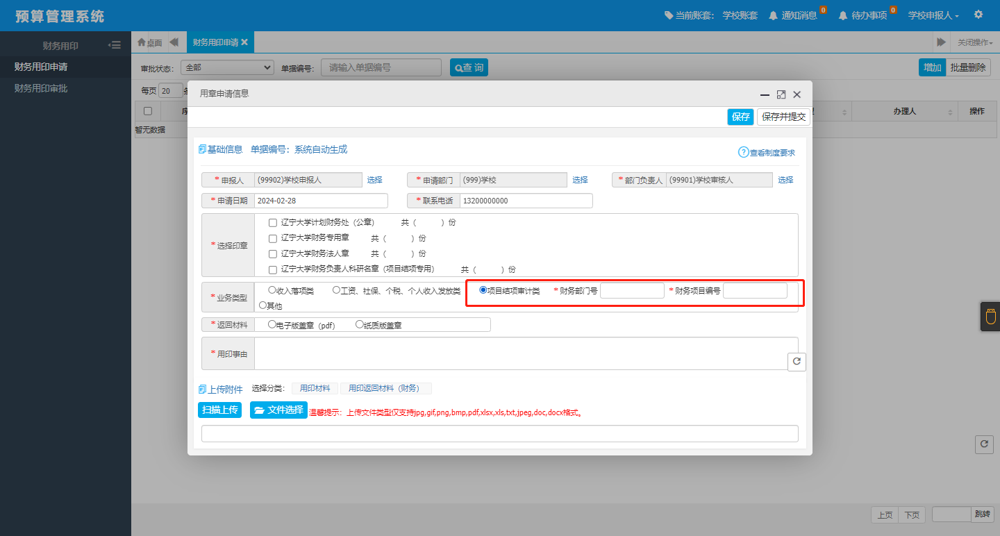 预算管理系统 当前账套： 学校账套 通知消息 0 待办事项 0 学校申报人
财务用印 桌面 财务用印申请 关闭操作
财务用印申请 审批状态： 全部 单据编号： 请输入单据编号 查 询 增加 批量删除
财务用印审批 每页 20
用章申请信息
办理人 操作
保存 保存并提交
暂无数据
基础信息 单据编号：系统自动生成 ?查看制度要求
* 申报人 (99902)学校申报人 选择 * 申请部门 (999)学校 选择 * 部门负责人 (99901)学校审核人 选择
* 申请日期 2024-02-28 * 联系电话 13200000000
* 选择印章
辽宁大学计划财务处（公章） 共（ ）份
辽宁大学财务专用章 共（ ）份
辽宁大学财务法人章 共（ ）份
辽宁大学财务负责人科研名章（项目结项专用） 共（ ）份
* 业务类型 收入落项类 工资、社保、个税、个人收入发放类 项目结项审计类 * 财务部门号 * 财务项目编号
其他
* 返回材料 电子版盖章（pdf） 纸质版盖章
* 用印事由
上传附件 选择分类： 用印材料 用印返回材料（财务）
扫描上传 文件选择 温馨提示：上传文件类型仅支持jpg,gif,png,bmp,pdf,xlsx,xls,txt,jpeg,doc,docx格式。
上页 下页 跳转